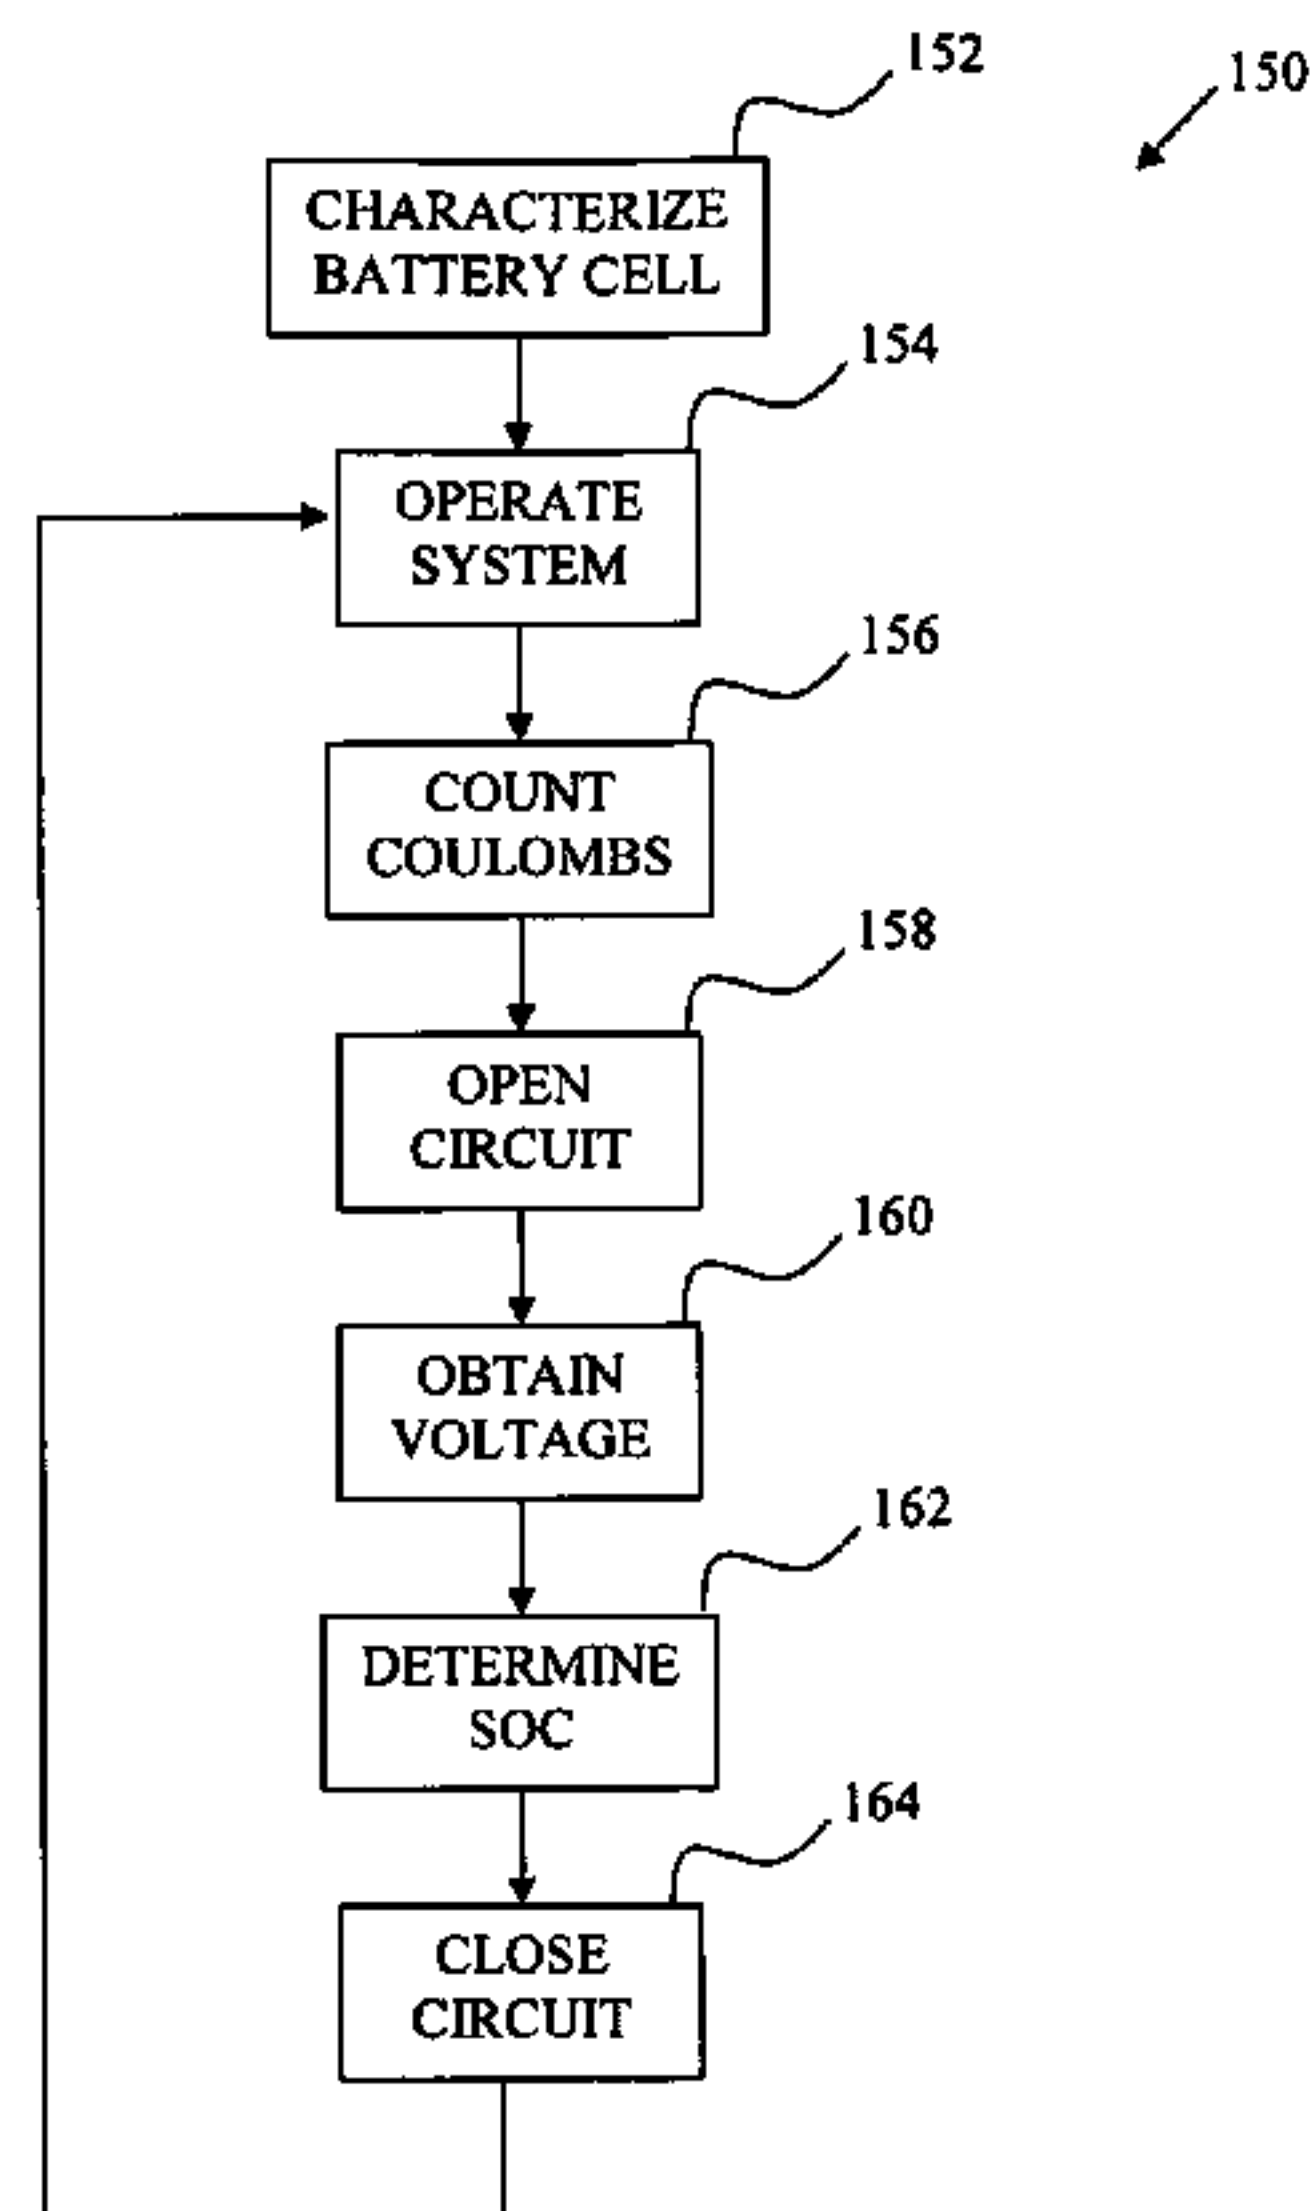 152
150
CHARACTERIZE
BATTERY CELL
154
OPERATE
SYSTEM
156
COUNT
COULOMBS
158
OPEN
CIRCUIT
160
OBTAIN
VOLTAGE
162
DETERMINE
SOC
164
CLOSE
CIRCUIT